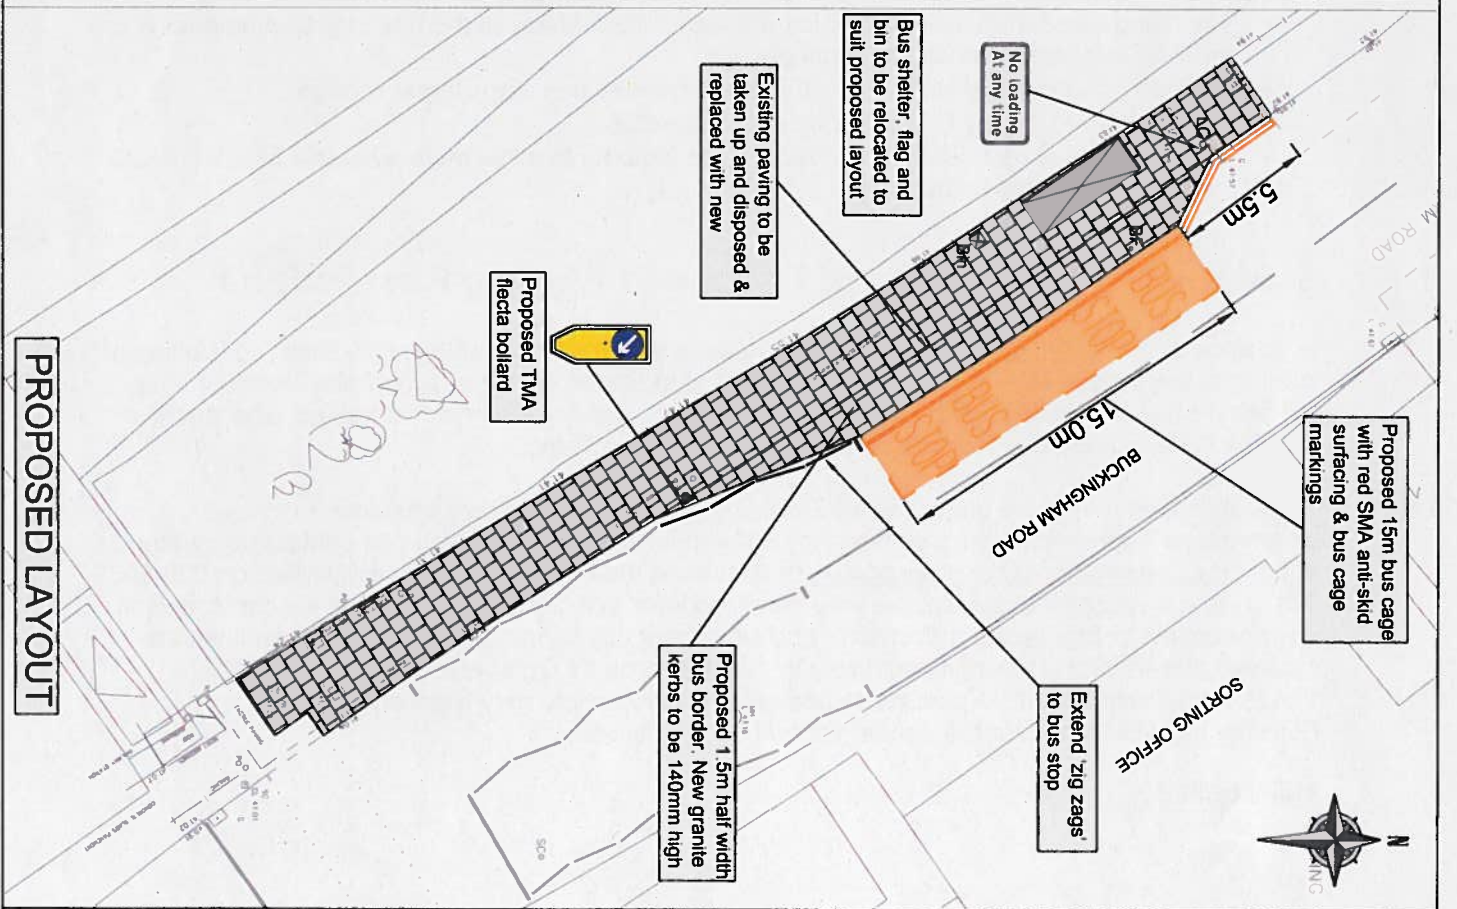 No loading
At any time
Bus shelter, flag and
bin to be relocated to
suit proposed layout
Existing paving to be
taken up and disposed &
replaced with new
Proposed TMA
flecta bollard
Bin
5.5m
BUS
STOP
BUS
STOP
15.0m
BUCKINGHAM ROAD
SORTING OFFICE
Proposed 15m bus cage
with red SMA anti-skid
surfacing & bus cage
markings
Extend 'zig zags'
to bus stop
Proposed 1.5m half width
bus border. New granite
kerbs to be 140mm high
M ROAD
N
PROPOSED LAYOUT